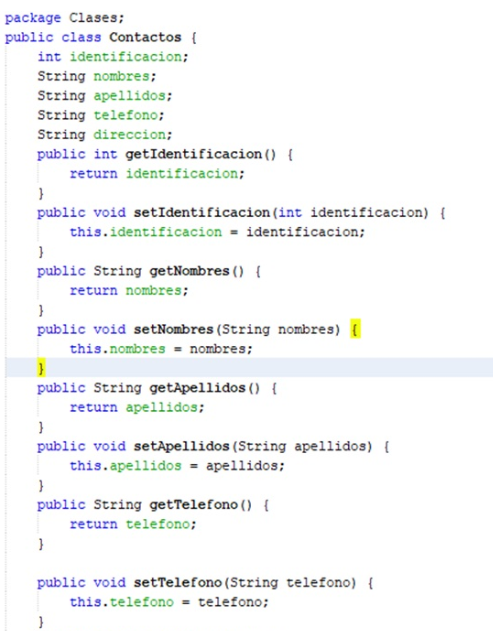 package Clases;
public class Contactos {
int identificacion;
String nombres;
String apellidos;
String telefono;
String direccion;
public int getIdentificacion() {
return identificacion;
}
public void setIdentificacion(int identificacion) {
this.identificacion = identificacion;
}
public String getNombres() {
return nombres;
}
public void setNombres(String nombres) {
this.nombres = nombres;
}
public String getApellidos() {
return apellidos;
}
public void setApellidos(String apellidos) {
this.apellidos = apellidos;
}
public String getTelefono() {
return telefono;
}
public void setTelefono(String telefono) {
this.telefono = telefono;
}